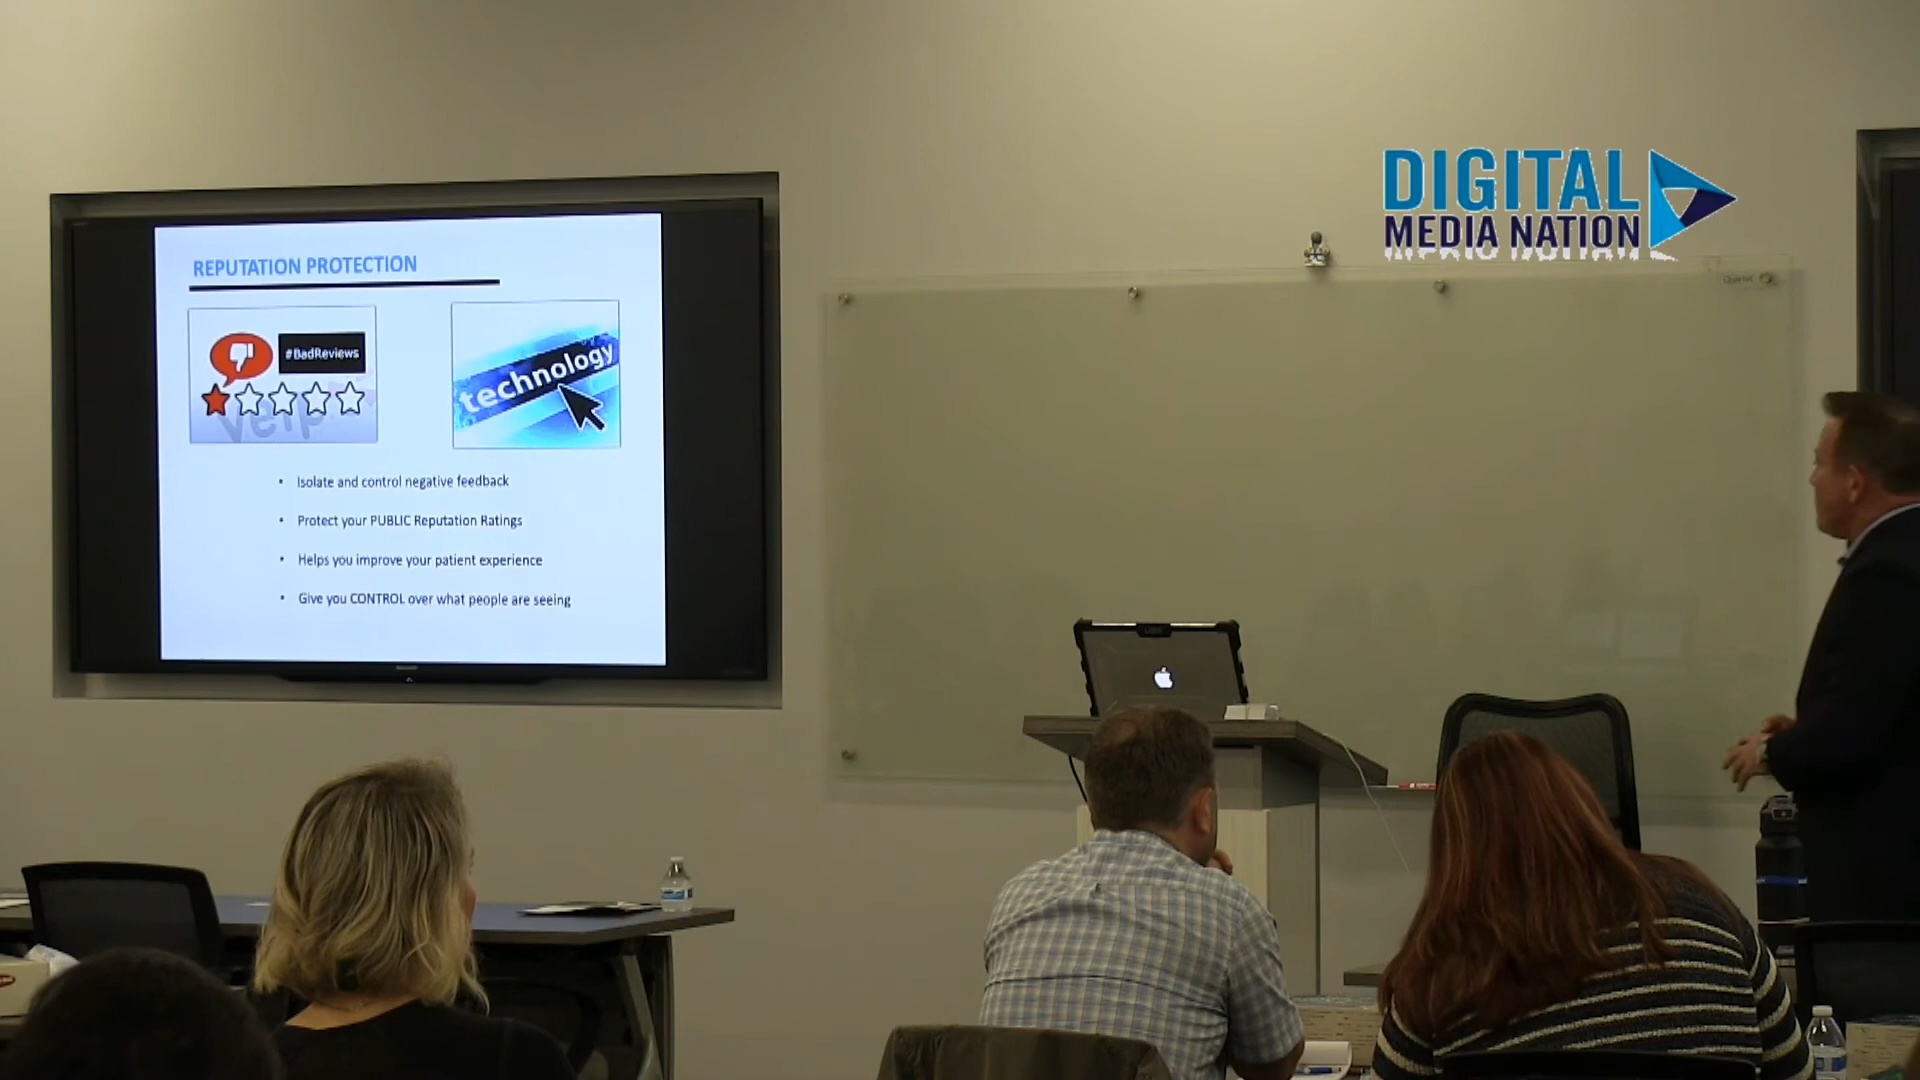 DIGITAL
MEDIA NATION
REPUTATION PROTECTION
#BadReviews
yelp
technology
• Isolate and control negative feedback
• Protect your PUBLIC Reputation Ratings
• Helps you improve your patient experience
• Give you CONTROL over what people are seeing